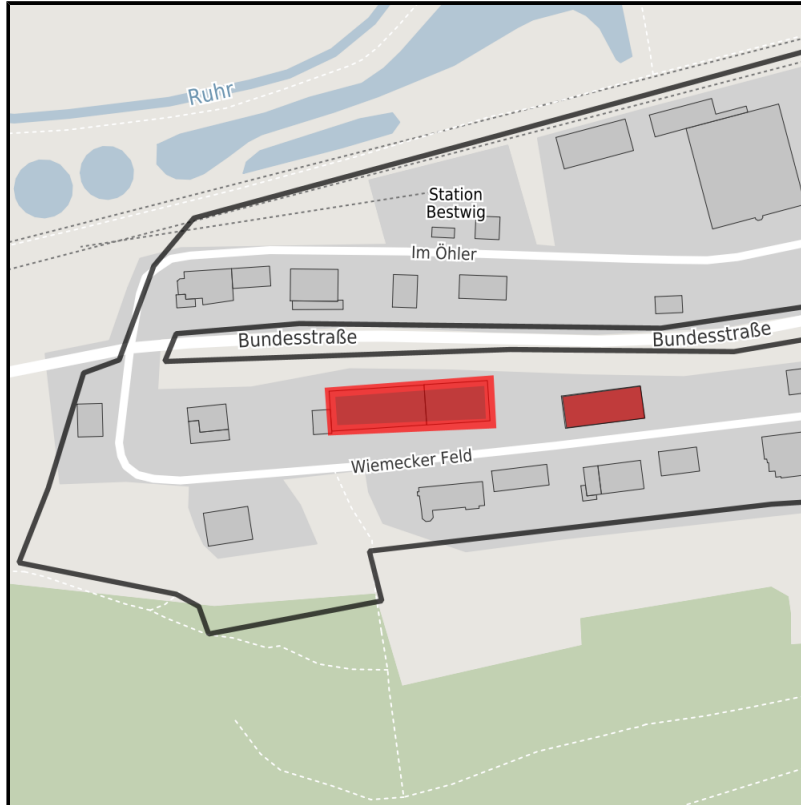 Ruhr
Station
Bestwig
Im Öhler
Bundesstraße
Bundesstraße
Wiemecker Feld